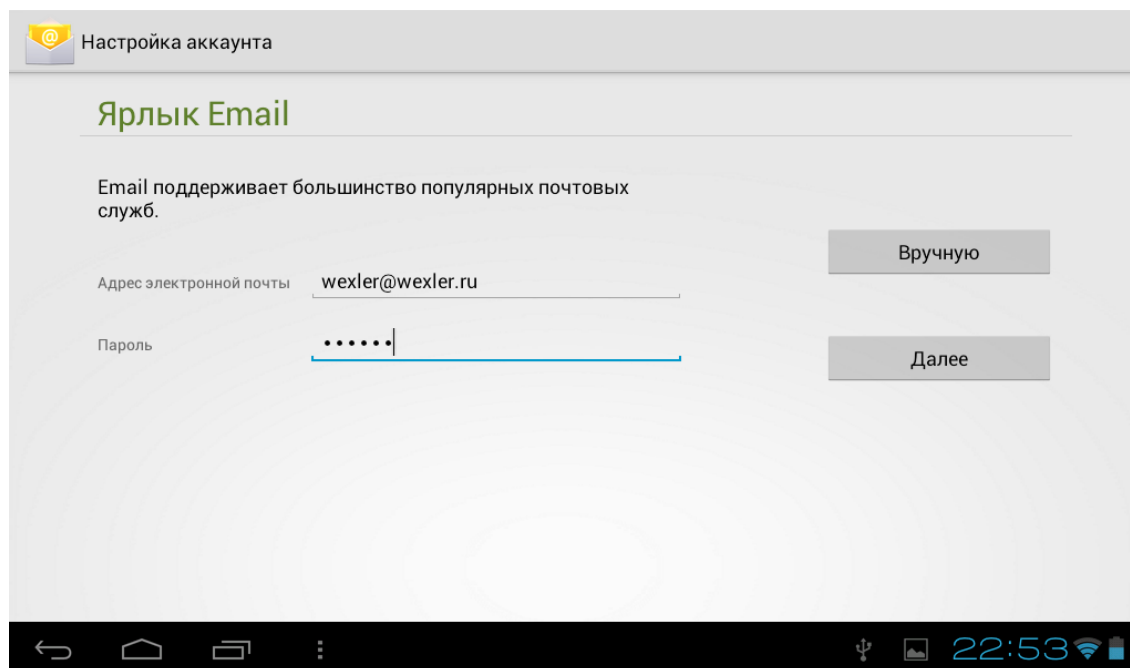 Настройка аккаунта
Ярлык Email
Email поддерживает большинство популярных почтовых
служб.
Вручную
Адрес электронной почты wexler@wexler.ru
Пароль ••••••
Далее
22:53